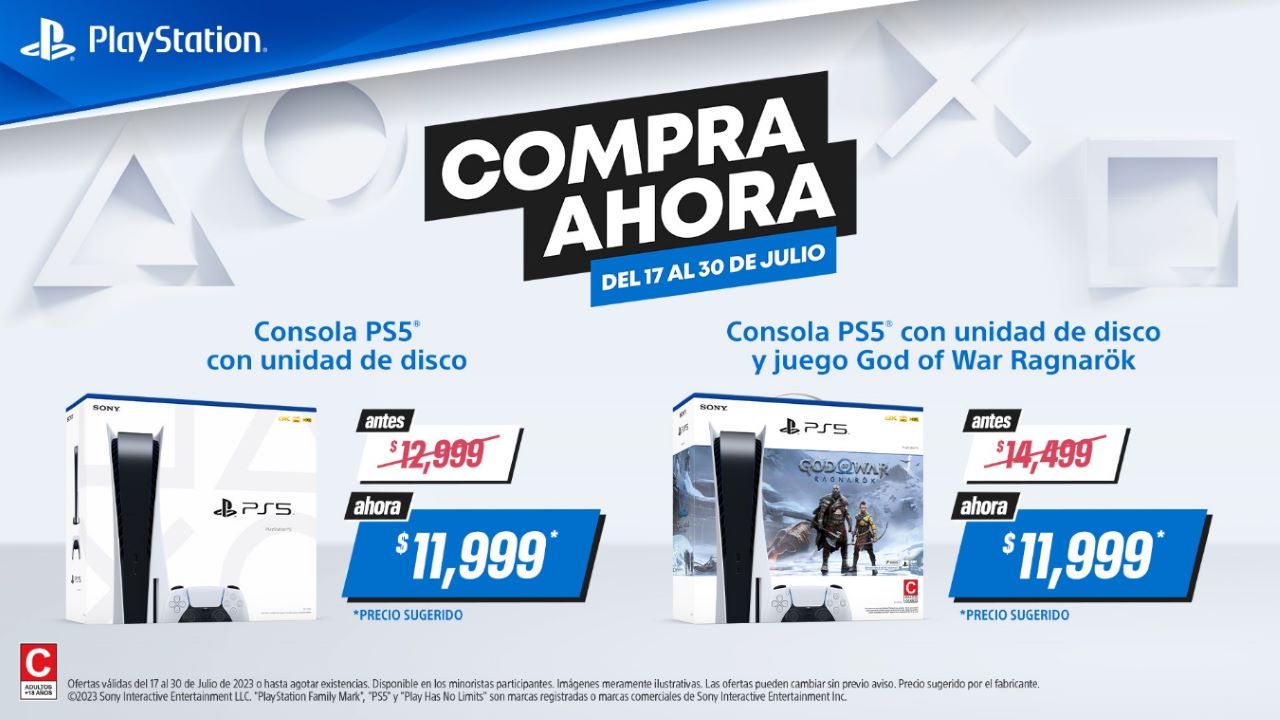 PlayStation®
COMPRA
AHORA
DEL 17 AL 30 DE JULIO
Consola PS5®
con unidad de disco
SONY
PS5
antes
$12,999
ahora
$11,999*
*PRECIO SUGERIDO
Consola PS5® con unidad de disco
y juego God of War Ragnarök
SONY
PS5
GOD OF WAR
RAGNARÖK
antes
$14,499
ahora
$11,999*
*PRECIO SUGERIDO
C
ADULTOS
+18 AÑOS
Ofertas válidas del 17 al 30 de Julio de 2023 o hasta agotar existencias. Disponible en los minoristas participantes. Imágenes meramente ilustrativas. Las ofertas pueden cambiar sin previo aviso. Precio sugerido por el fabricante.
©2023 Sony Interactive Entertainment LLC. "PlayStation Family Mark", "PS5" y "Play Has No Limits" son marcas registradas o marcas comerciales de Sony Interactive Entertainment Inc.